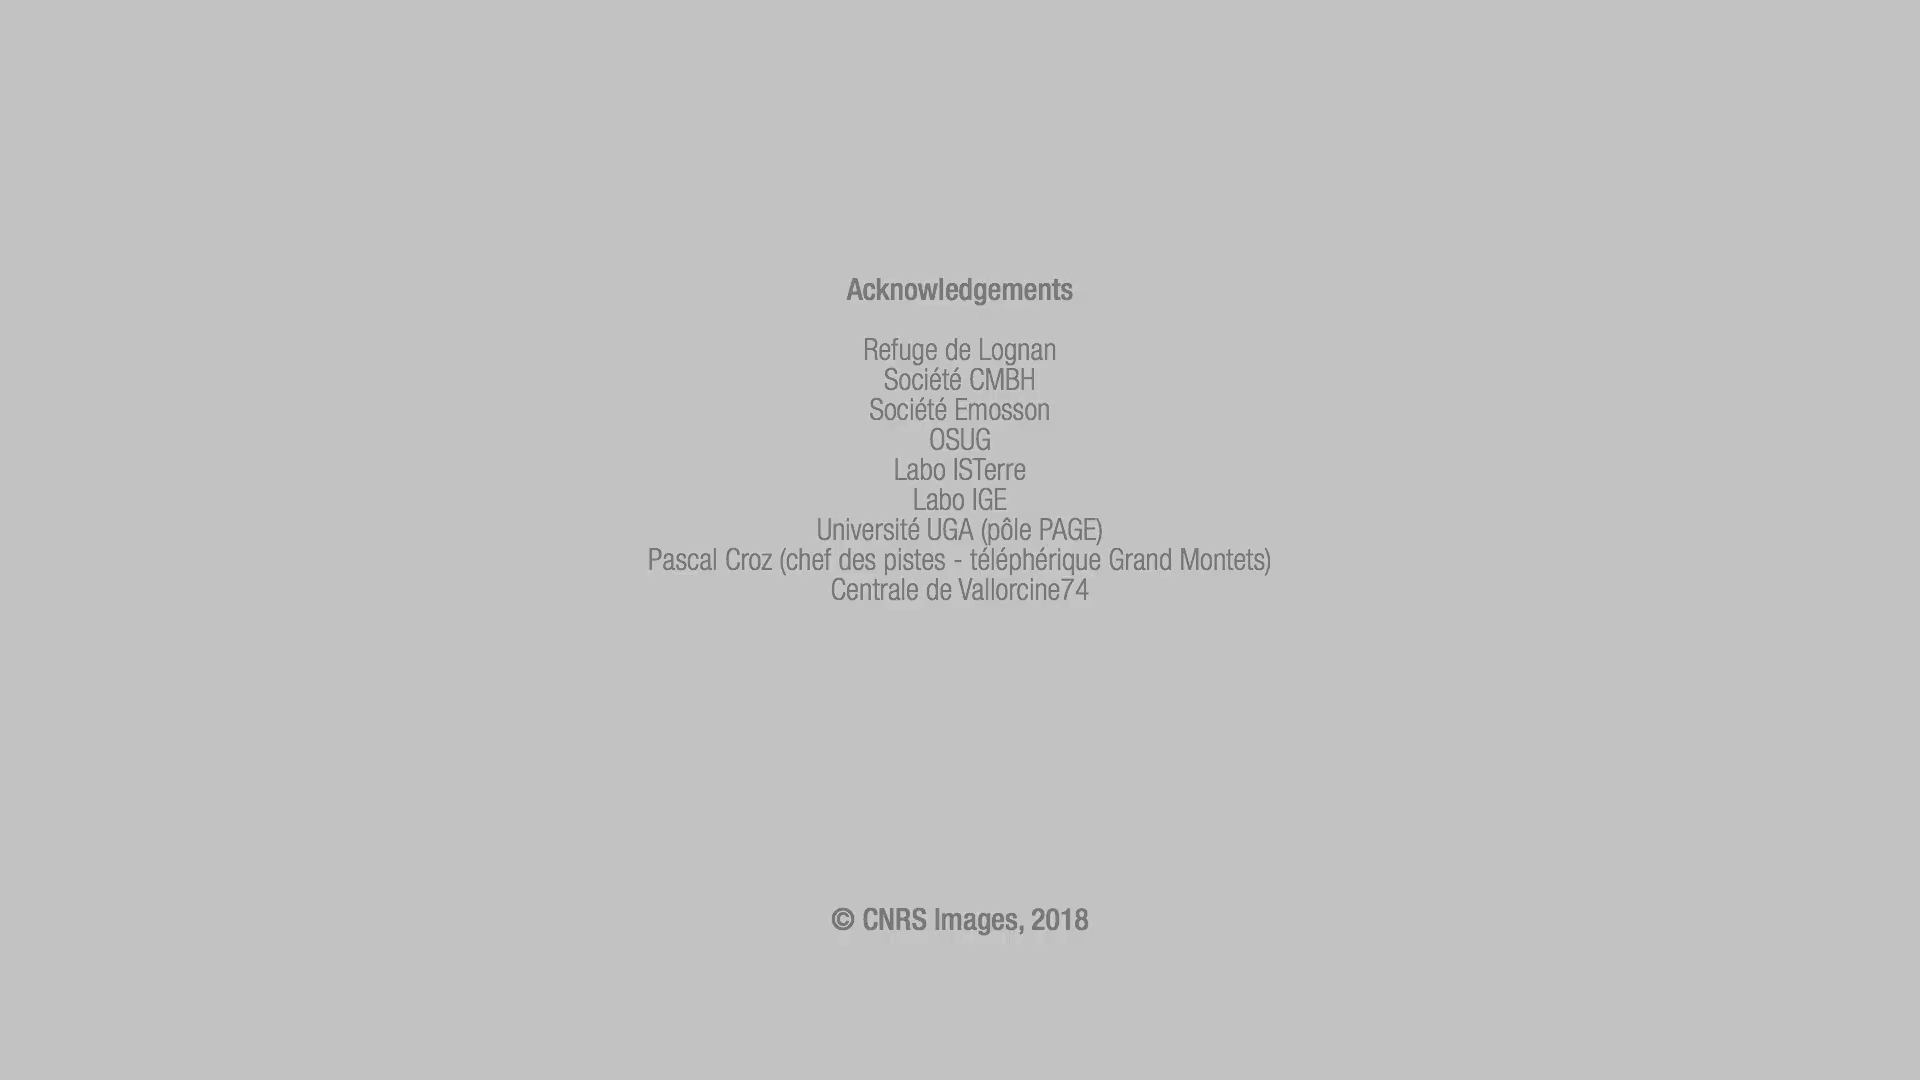 Acknowledgements
Refuge de Lognan
Société CMBH
Société Emosson
OSUG
Labo ISTerre
Labo IGE
Université UGA (pôle PAGE)
Pascal Croz (chef des pistes - téléphérique Grand Montets)
Centrale de Vallorcine74
© CNRS Images, 2018